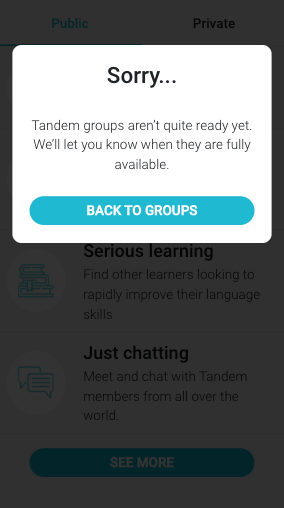 Public Private
Sorry...
Tandem groups aren't quite ready yet.
We'll let you know when they are fully
available.
BACK TO GROUPS
Serious learning
Find other learners looking to
rapidly improve their language
skills
Just chatting
Meet and chat with Tandem
members from all over the
world.
SEE MORE